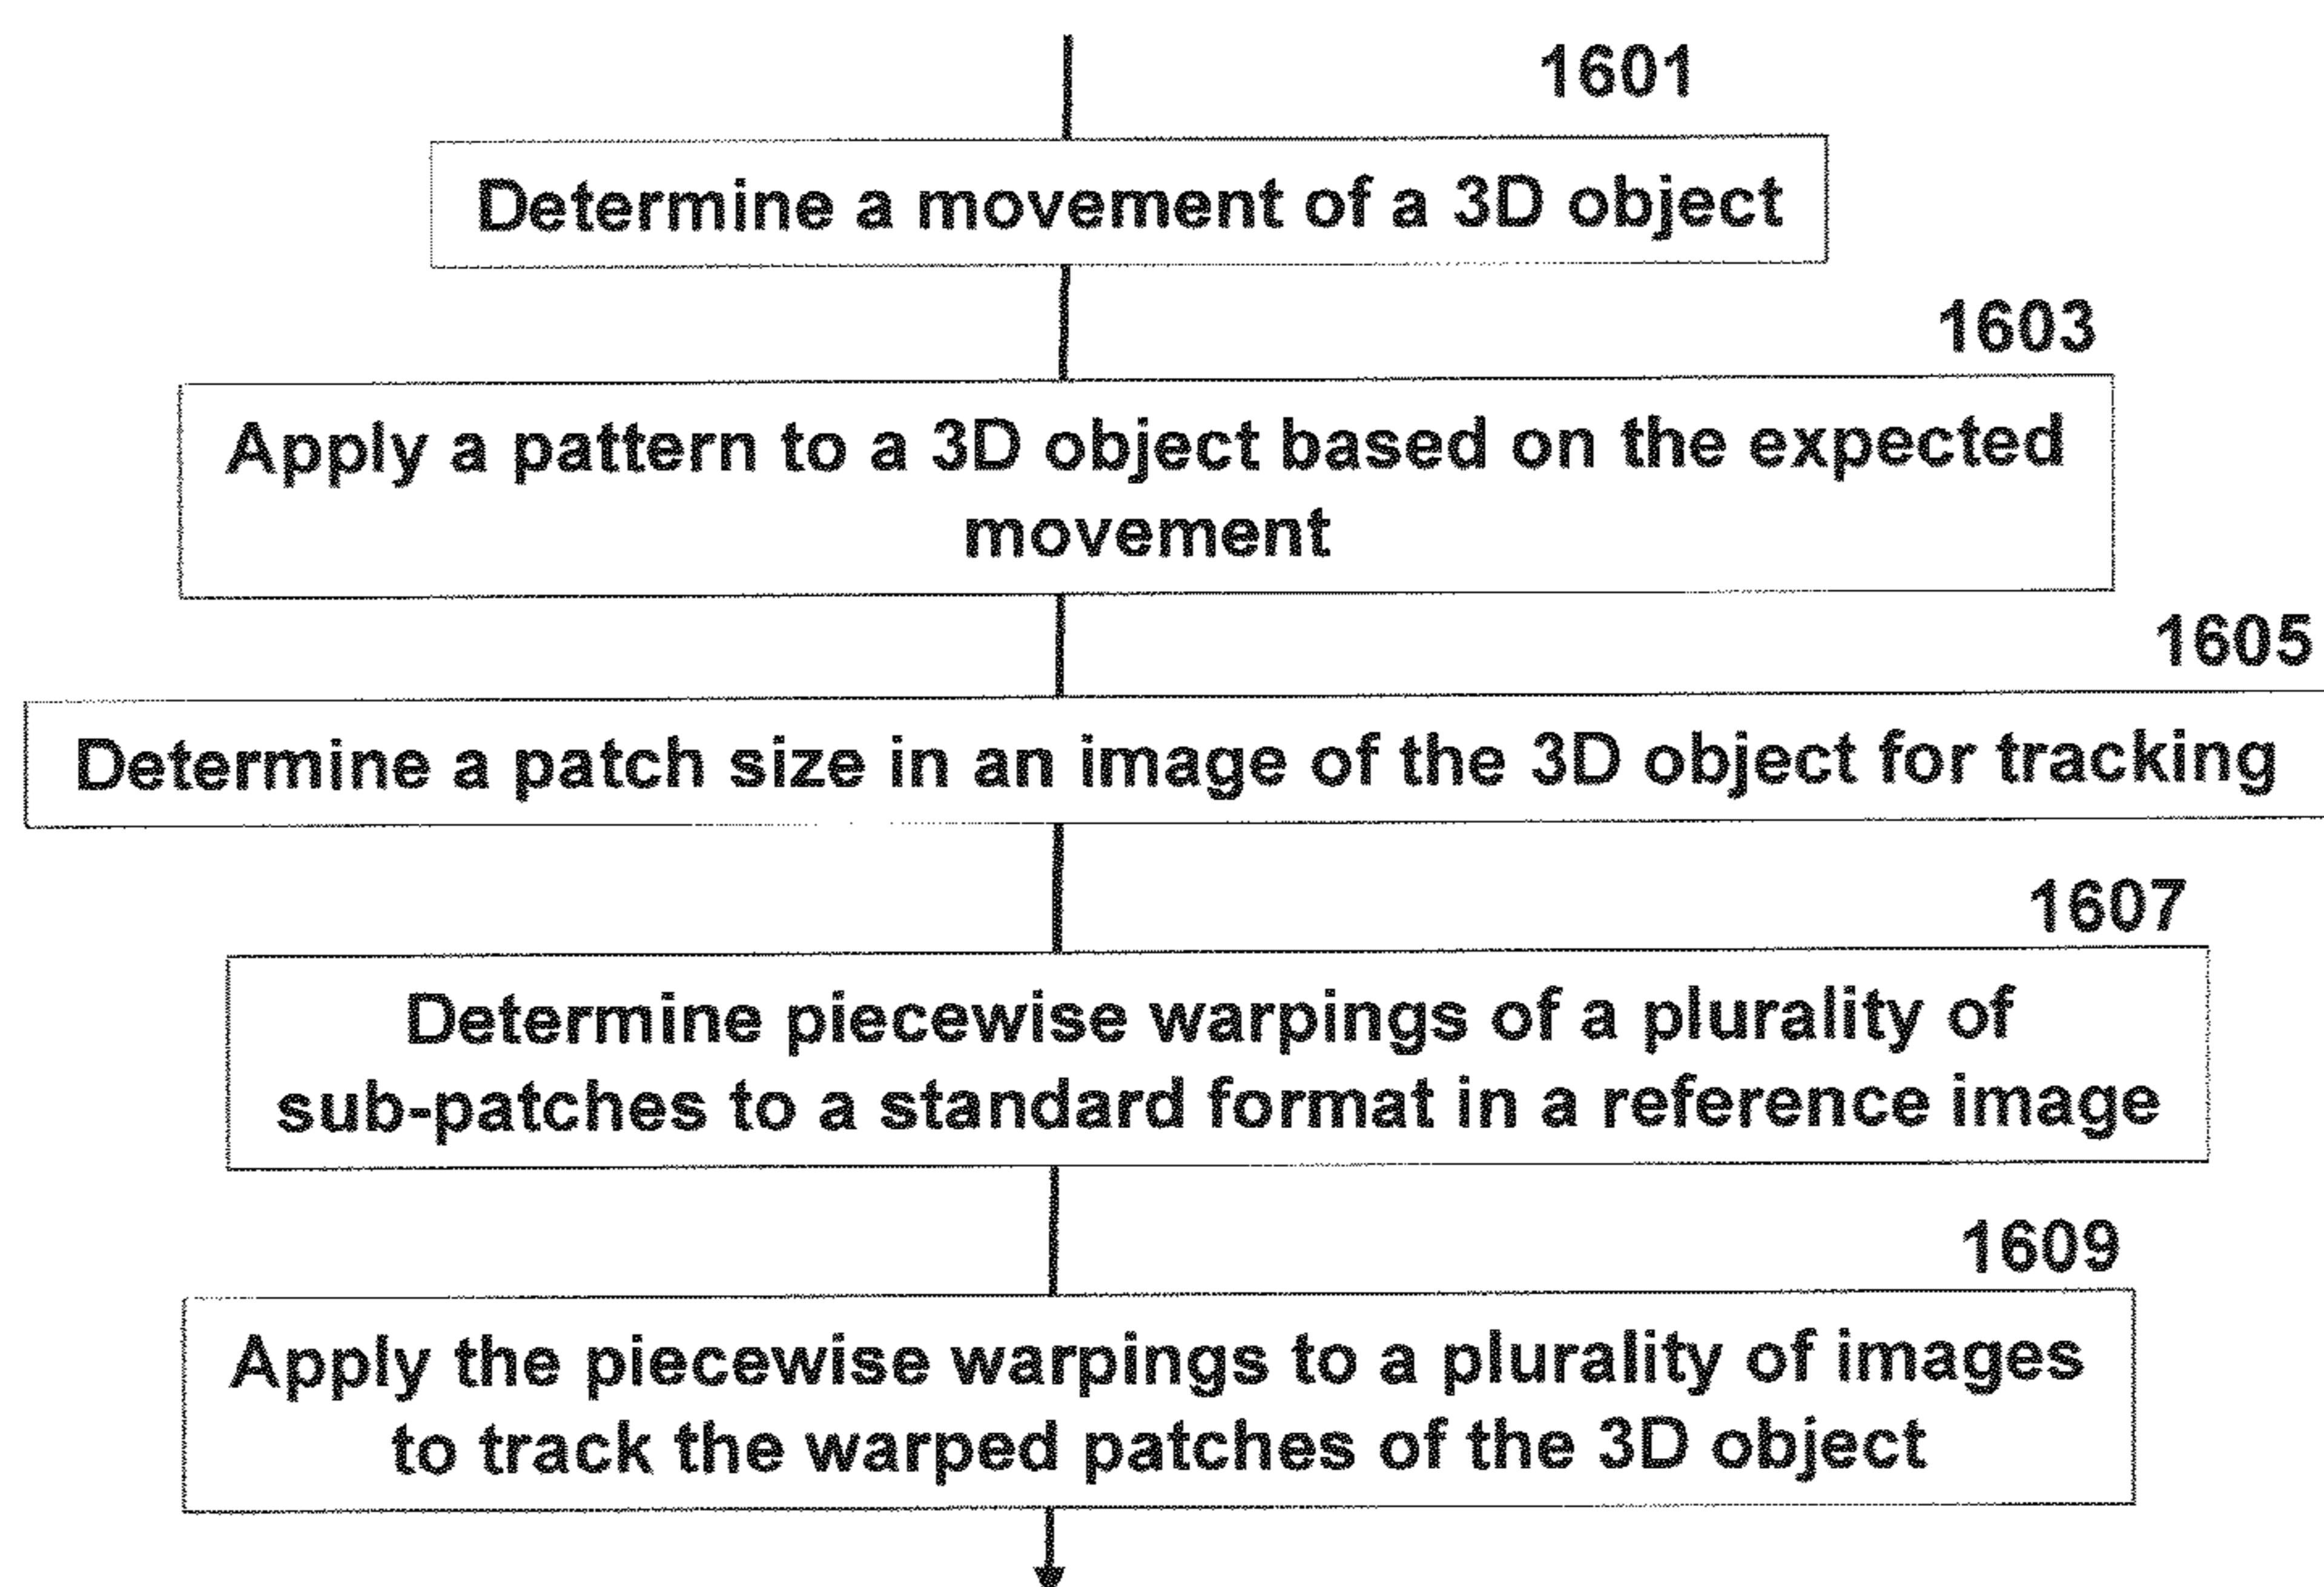 1601
Determine a movement of a 3D object
1603
Apply a pattern to a 3D object based on the expected
movement
1605
Determine a patch size in an image of the 3D object for tracking
1607
Determine piecewise warpings of a plurality of
sub-patches to a standard format in a reference image
1609
Apply the piecewise warpings to a plurality of images
to track the warped patches of the 3D object